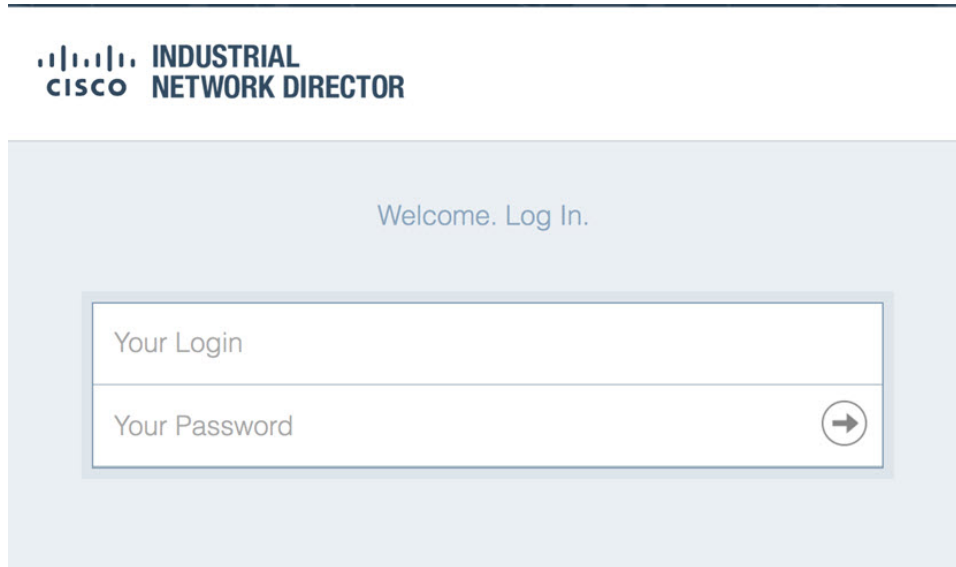 INDUSTRIAL
CISCO NETWORK DIRECTOR
Welcome. Log In.
Your Login
Your Password